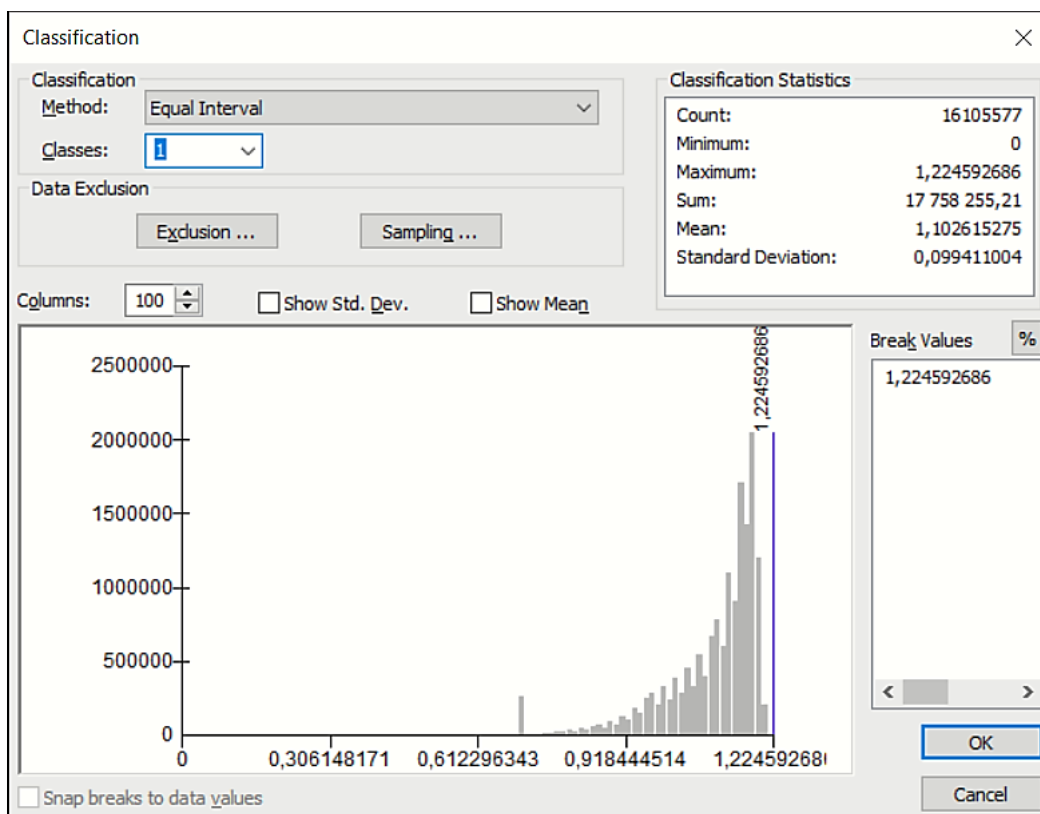 Classification
Classification
Method: Equal Interval
Classes: 1
Data Exclusion
Exclusion ... Sampling ...
Classification Statistics
Count: 16105577
Minimum: 0
Maximum: 1,224592686
Sum: 17 758 255,21
Mean: 1,102615275
Standard Deviation: 0,099411004
Columns: 100 Show Std. Dev. Show Mean
Break Values %
1,224592686
1,224592686
2500000
2000000
1500000
1000000
500000
0
0 0,306148171 0,612296343 0,918444514 1,22459268
OK
Cancel
Snap breaks to data values